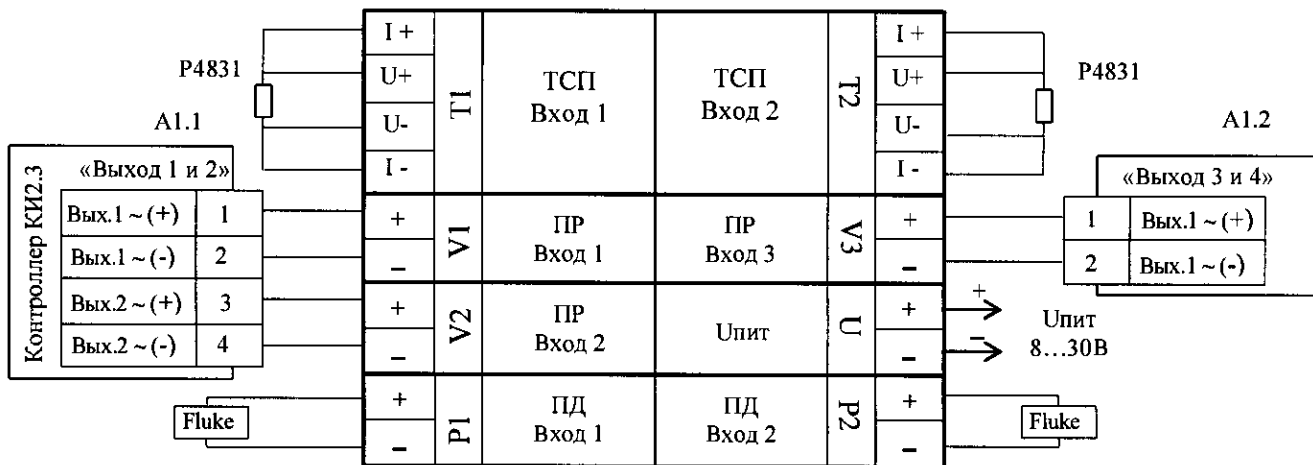 I +
U+
U-
I -
T1
ТСП
Вход 1
ТСП
Вход 2
T2
I +
U+
U-
I -
P4831
P4831
A1.1
A1.2
Контроллер КИ2.3
«Выход 1 и 2»
Вых.1 ~ (+) 1
Вых.1 ~ (-) 2
Вых.2 ~ (+) 3
Вых.2 ~ (-) 4
+
–
V1
ПР
Вход 1
ПР
Вход 3
V3
+
–
«Выход 3 и 4»
1 Вых.1 ~ (+)
2 Вых.1 ~ (-)
+
–
V2
ПР
Вход 2
Uпит
U
+
–
+
–
Uпит
8...30В
Fluke
+
–
P1
ПД
Вход 1
ПД
Вход 2
P2
+
–
Fluke